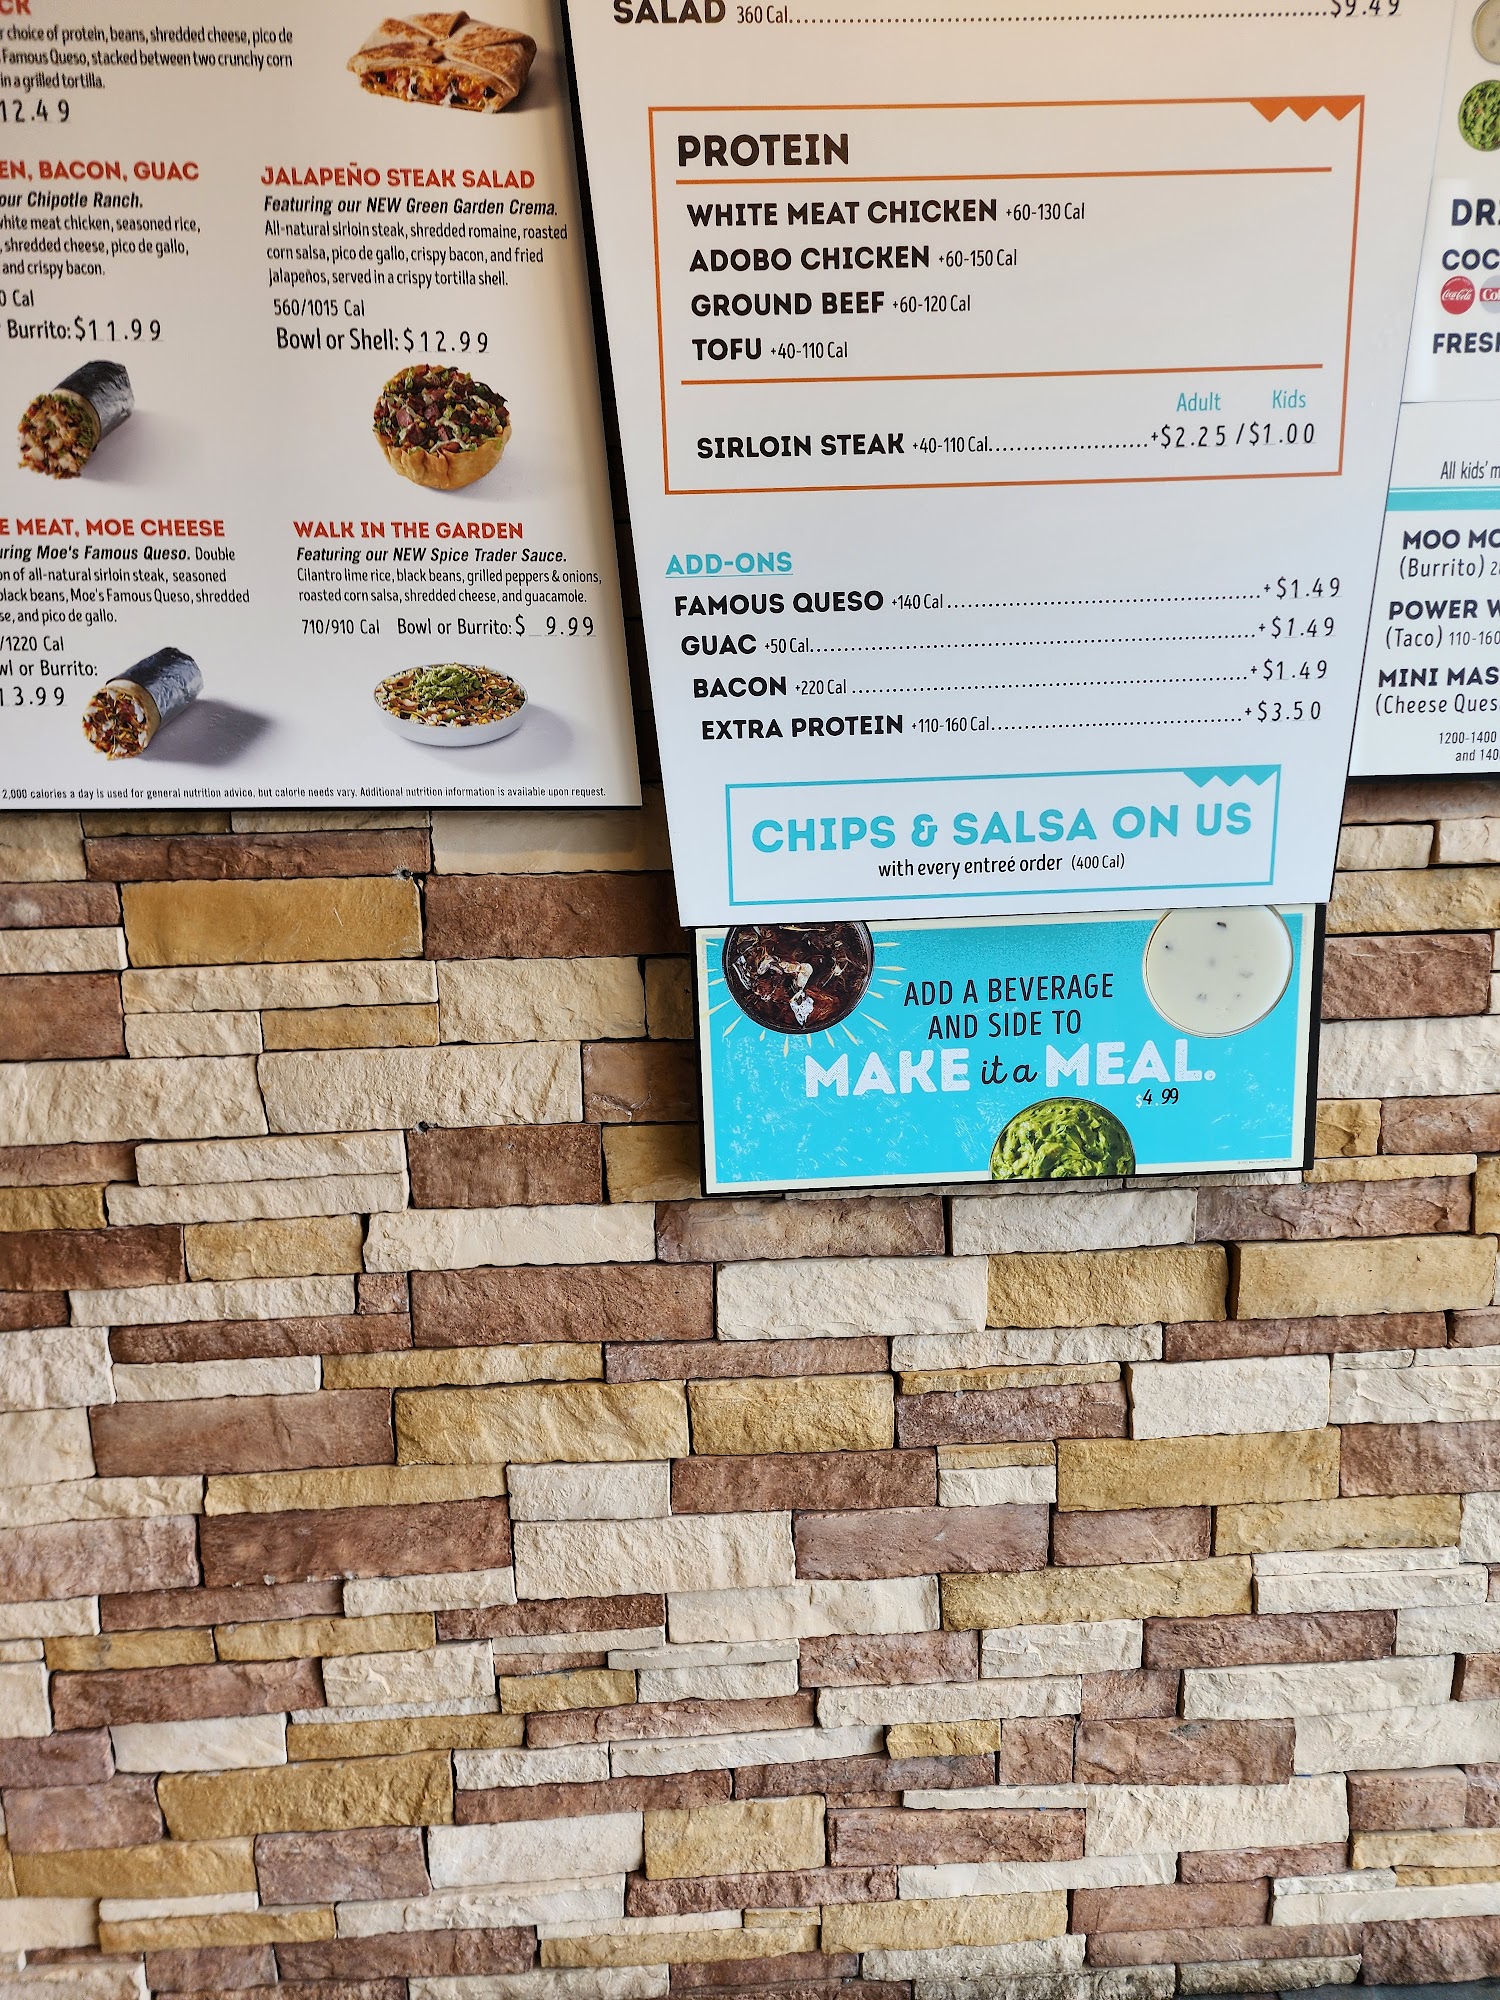 choice of protein, beans, shredded cheese, pico de
Famous Queso, stacked between two crunchy corn
in a grilled tortilla.
12.49
BACON, GUAC
our Chipotle Ranch.
white meat chicken, seasoned rice,
, shredded cheese, pico de gallo,
and crispy bacon.
0 Cal
Burrito: $11.99
JALAPEÑO STEAK SALAD
Featuring our NEW Green Garden Crema.
All-natural sirloin steak, shredded romaine, roasted
corn salsa, pico de gallo, crispy bacon, and fried
jalapeños, served in a crispy tortilla shell.
560/1015 Cal
Bowl or Shell: $12.99
MEAT, MOE CHEESE
uring Moe's Famous Queso. Double
on of all-natural sirloin steak, seasoned
black beans, Moe's Famous Queso, shredded
se, and pico de gallo.
/1220 Cal
wl or Burrito:
13.99
WALK IN THE GARDEN
Featuring our NEW Spice Trader Sauce.
Cilantro lime rice, black beans, grilled peppers & onions,
roasted corn salsa, shredded cheese, and guacamole.
710/910 Cal Bowl or Burrito: $ 9.99
2,000 calories a day is used for general nutrition advice, but calorie needs vary. Additional nutrition information is available upon request.
SALAD 360 Cal. $9.49
PROTEIN
WHITE MEAT CHICKEN +60-130 Cal
ADOBO CHICKEN +60-150 Cal
GROUND BEEF +60-120 Cal
TOFU +40-110 Cal
Adult Kids
SIRLOIN STEAK +40-110 Cal. +$2.25/$1.00
ADD-ONS
FAMOUS QUESO +140 Cal +$1.49
GUAC +50 Cal. +$1.49
BACON +220 Cal +$1.49
EXTRA PROTEIN +110-160 Cal. +$3.50
CHIPS & SALSA ON US
with every entreé order (400 Cal)
ADD A BEVERAGE
AND SIDE TO
MAKE it a MEAL.
$4.99
DR
COC
Coca-Cola
FRESH
All kids' m
MOO MO
(Burrito)
POWER W
(Taco) 110-160
MINI MAS
(Cheese Ques
1200-1400
and 140